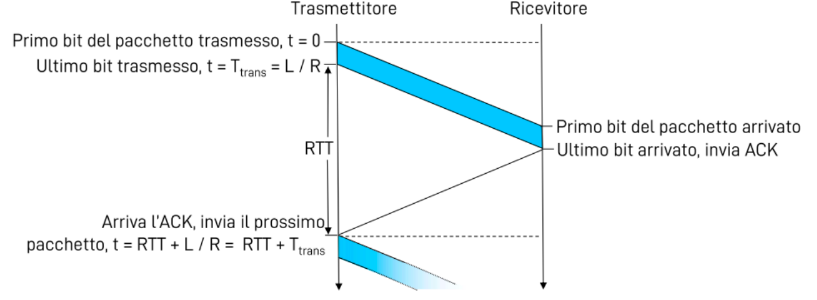 Trasmettitore
Ricevitore
Primo bit del pacchetto trasmesso, t = 0
Ultimo bit trasmesso, t = Ttrans = L / R
Primo bit del pacchetto arrivato
Ultimo bit arrivato, invia ACK
RTT
Arriva l'ACK, invia il prossimo
pacchetto, t = RTT + L / R = RTT + Ttrans